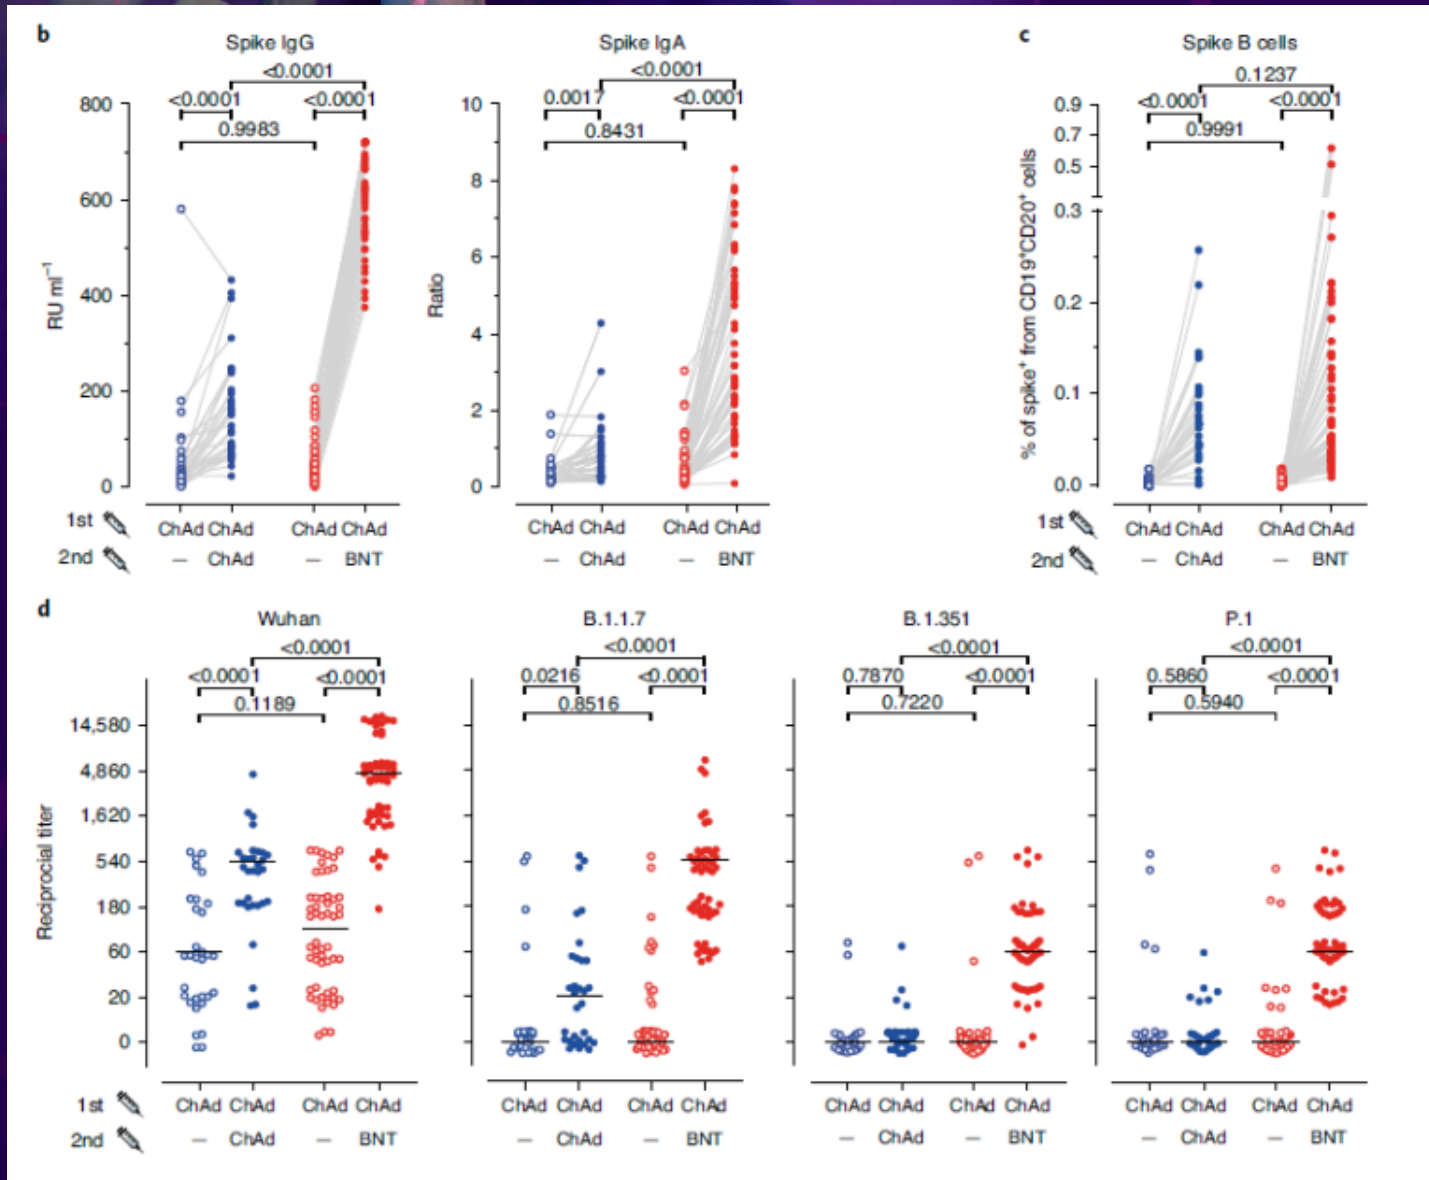 b
Spike IgG
Spike IgA
c
Spike B cells
<0.0001
<0.0001
<0.0001
0.9983
800
600
400
200
0
RU ml⁻¹
<0.0001
0.0017
<0.0001
0.8431
10
8
6
4
2
0
Ratio
0.1237
<0.0001
<0.0001
0.9991
0.9
0.7
0.5
0.3
0.2
0.1
0.0
% of spike⁺ from CD19⁺CD20⁺ cells
1st ChAd ChAd ChAd ChAd
2nd – ChAd – BNT
ChAd ChAd ChAd ChAd
– ChAd – BNT
1st ChAd ChAd ChAd ChAd
2nd – ChAd – BNT
d
Wuhan
B.1.1.7
B.1.351
P.1
<0.0001
<0.0001
<0.0001
0.1189
14,580
4,860
1,620
540
180
60
20
0
Reciprocial titer
<0.0001
0.0216
<0.0001
0.8516
<0.0001
0.7870
<0.0001
0.7220
<0.0001
0.5860
<0.0001
0.5940
1st ChAd ChAd ChAd ChAd
2nd – ChAd – BNT
ChAd ChAd ChAd ChAd
– ChAd – BNT
ChAd ChAd ChAd ChAd
– ChAd – BNT
ChAd ChAd ChAd ChAd
– ChAd – BNT